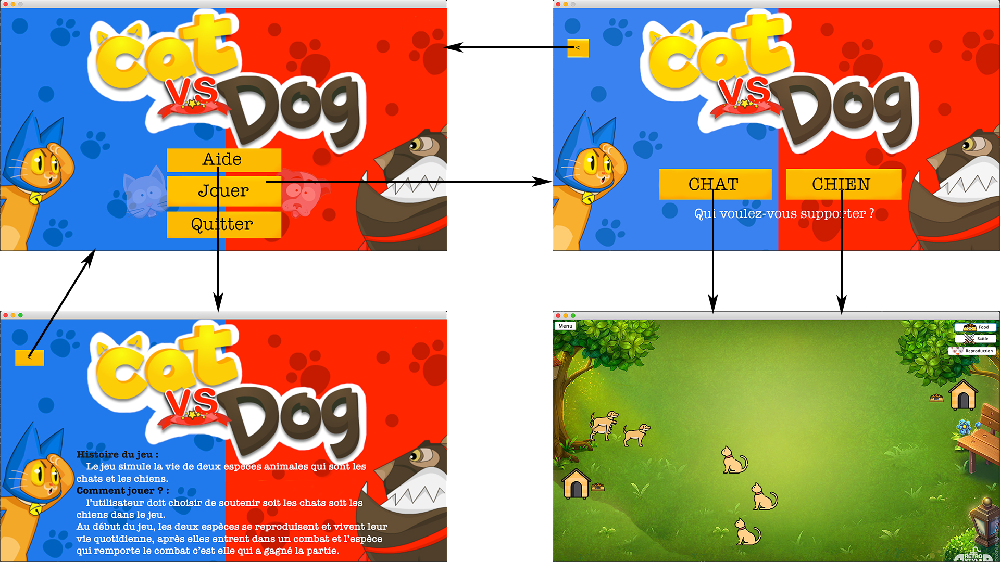 Cat
vs
Dog
Aide
Jouer
Quitter
<
Cat
vs
Dog
CHAT
CHIEN
Qui voulez-vous supporter ?
<
Cat
vs
Dog
Histoire du jeu :
Le jeu simule la vie de deux espèces animales qui sont les
chats et les chiens.
Comment jouer ? :
l'utilisateur doit choisir de soutenir soit les chats soit les
chiens dans le jeu.
Au début du jeu, les deux espèces se reproduisent et vivent leur
vie quotidienne, après elles entrent dans un combat et l'espèce
qui remporte le combat c'est elle qui a gagné la partie.
Menu
Food
Battle
Reproduction
RETRO
STYLE